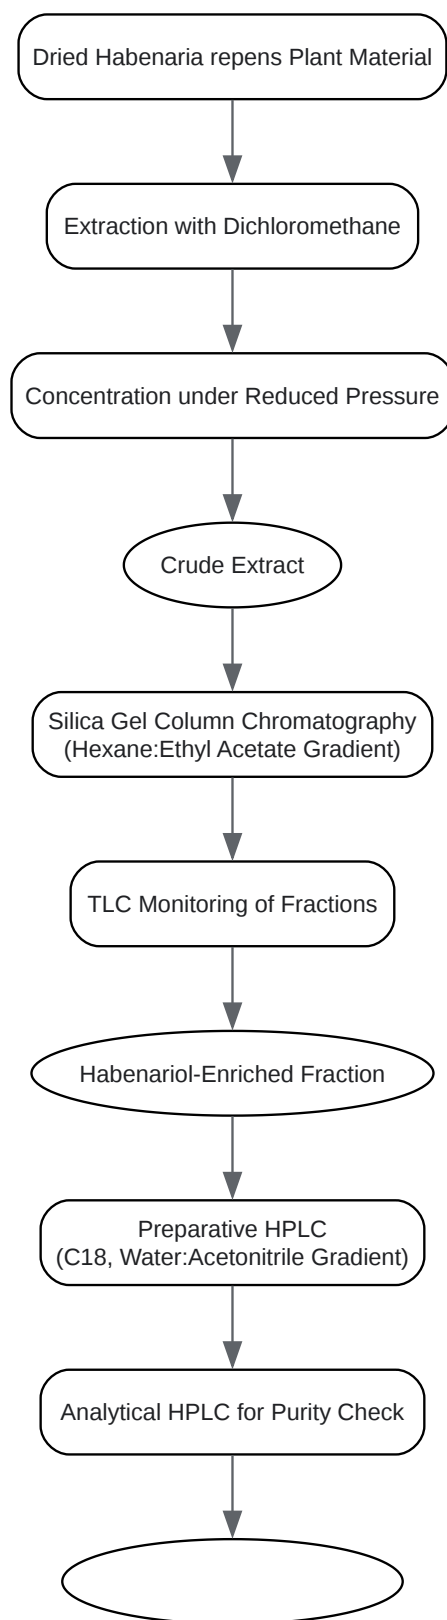 Dried Habenaria repens Plant Material
Extraction with Dichloromethane
Concentration under Reduced Pressure
Crude Extract
Silica Gel Column Chromatography
(Hexane:Ethyl Acetate Gradient)
TLC Monitoring of Fractions
Habenariol-Enriched Fraction
Preparative HPLC
(C18, Water:Acetonitrile Gradient)
Analytical HPLC for Purity Check